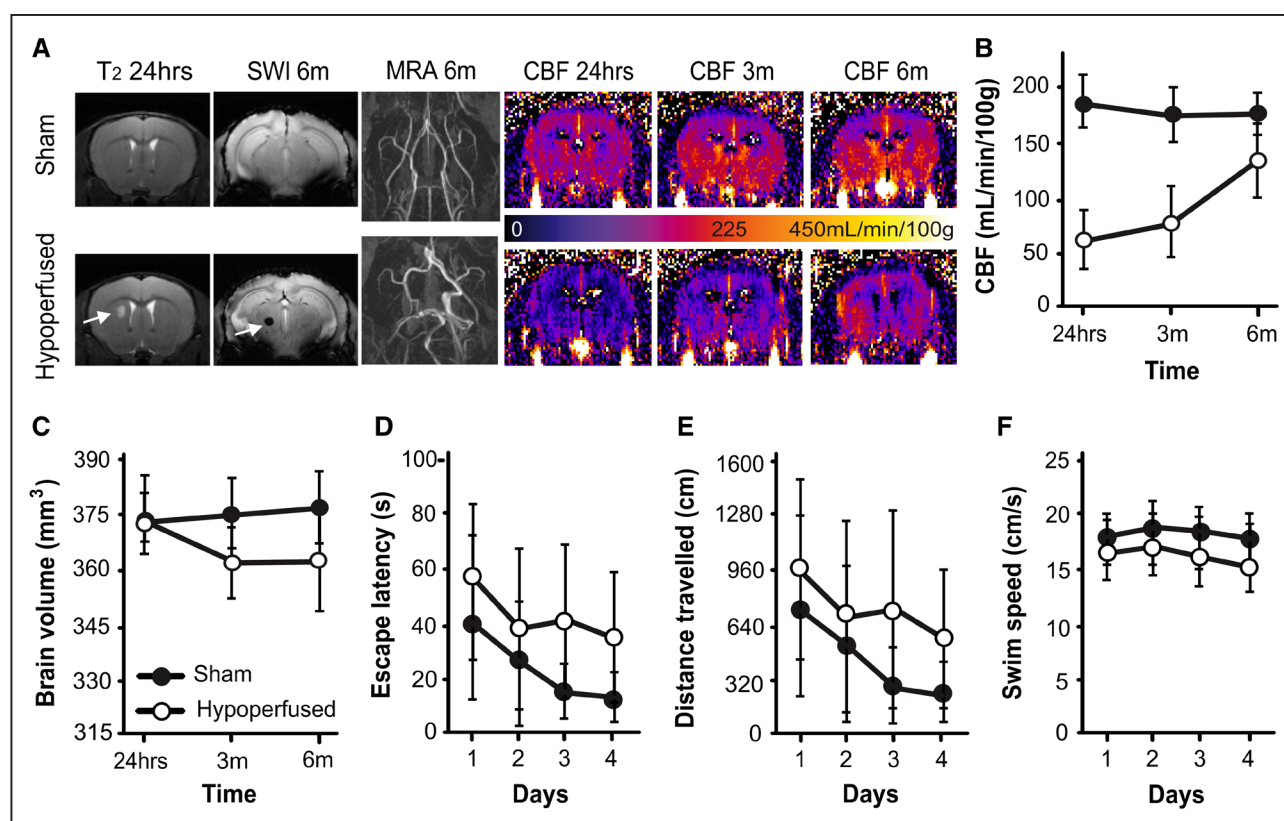 A
T2 24hrs SWI 6m MRA 6m CBF 24hrs CBF 3m CBF 6m
Sham
Hypoperfused
0 225 450mL/min/100g
B
CBF (mL/min/100g)
200
150
100
50
0
24hrs 3m 6m
Time
C
Brain volume (mm³)
390
375
360
345
330
315
Sham
Hypoperfused
24hrs 3m 6m
Time
D
Escape latency (s)
100
80
60
40
20
0
1 2 3 4
Days
E
Distance travelled (cm)
1600
1280
960
640
320
0
1 2 3 4
Days
F
Swim speed (cm/s)
25
20
15
10
5
0
1 2 3 4
Days